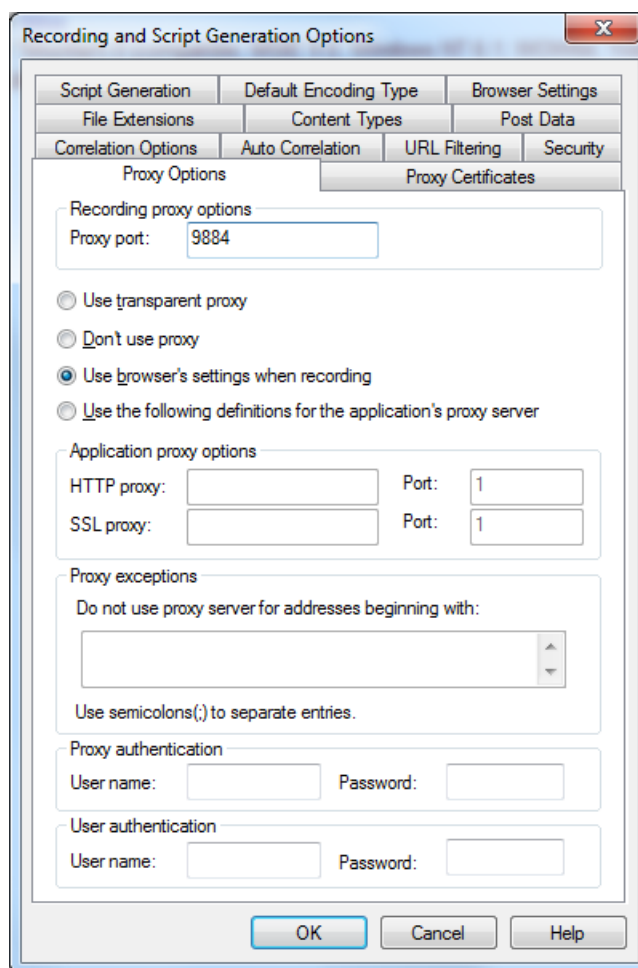 Recording and Script Generation Options
Script Generation Default Encoding Type Browser Settings
File Extensions Content Types Post Data
Correlation Options Auto Correlation URL Filtering Security
Proxy Options Proxy Certificates
Recording proxy options
Proxy port: 9884
Use transparent proxy
Don't use proxy
Use browser's settings when recording
Use the following definitions for the application's proxy server
Application proxy options
HTTP proxy: Port: 1
SSL proxy: Port: 1
Proxy exceptions
Do not use proxy server for addresses beginning with:
Use semicolons(;) to separate entries.
Proxy authentication
User name: Password:
User authentication
User name: Password:
OK Cancel Help